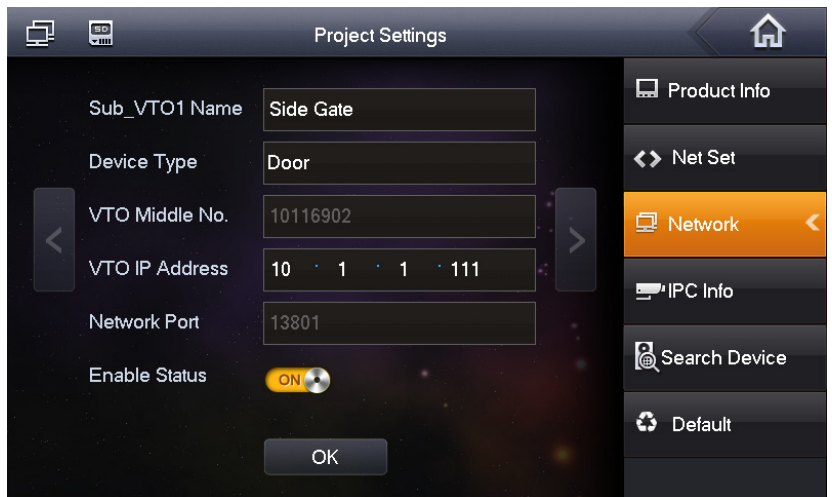 SD
Project Settings
Sub_VTO1 Name
Side Gate
Device Type
Door
VTO Middle No.
10116902
VTO IP Address
10 · 1 · 1 · 111
Network Port
13801
Enable Status
ON
OK
Product Info
Net Set
Network
IPC Info
Search Device
Default